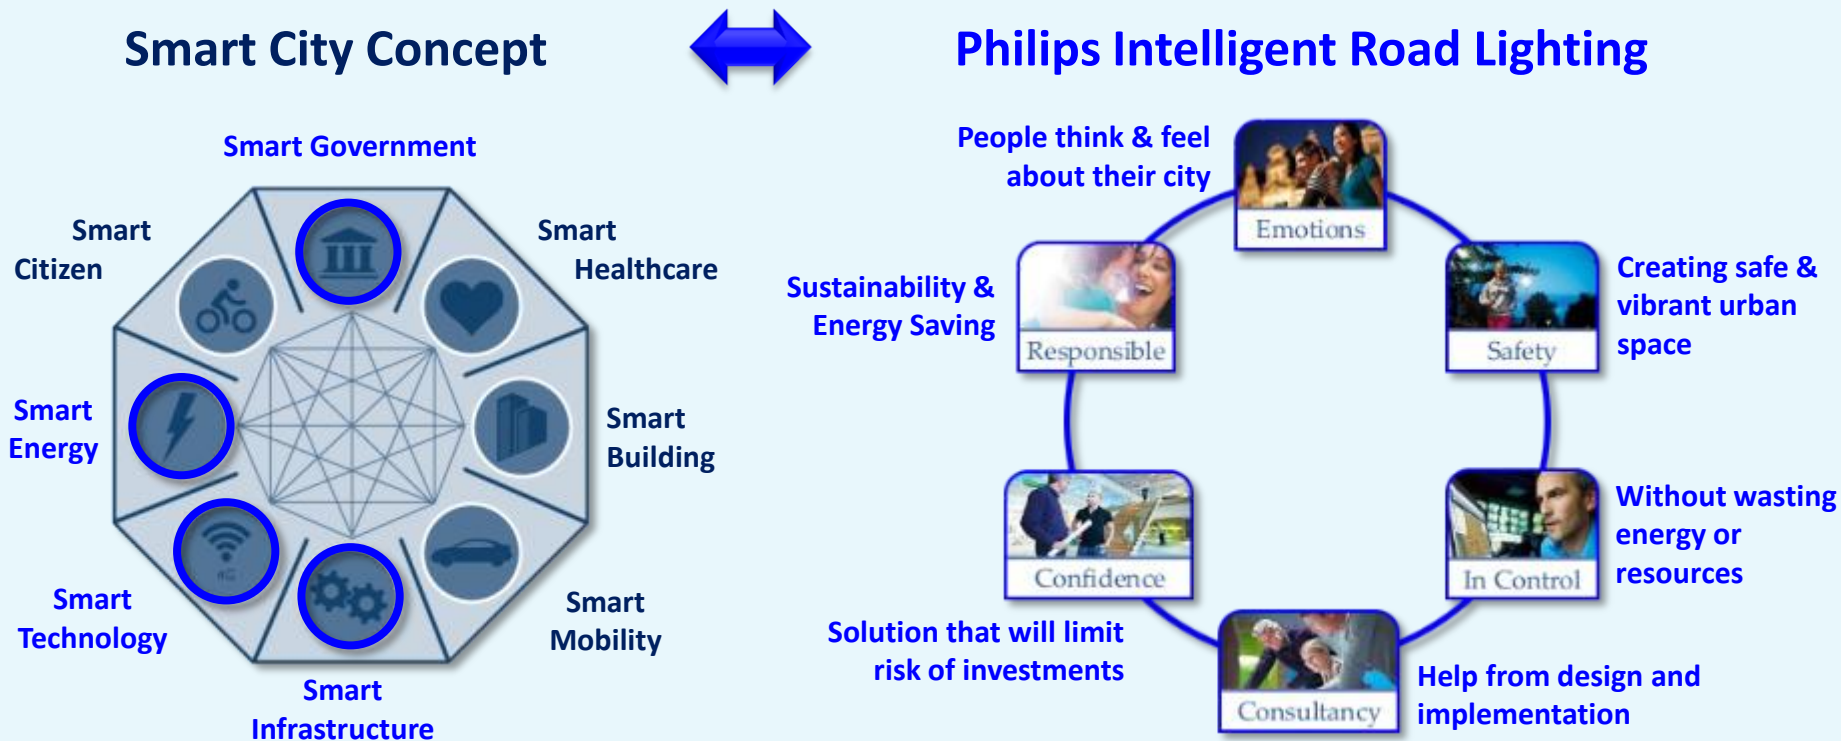 Smart City Concept
Philips Intelligent Road Lighting
Smart Government
Smart
Citizen
Smart
Healthcare
Smart
Energy
Smart
Building
4G
Smart
Technology
Smart
Mobility
Smart
Infrastructure
People think & feel
about their city
Emotions
Sustainability &
Energy Saving
Responsible
Creating safe &
vibrant urban
space
Safety
Without wasting
energy or
resources
In Control
Confidence
Solution that will limit
risk of investments
Consultancy
Help from design and
implementation